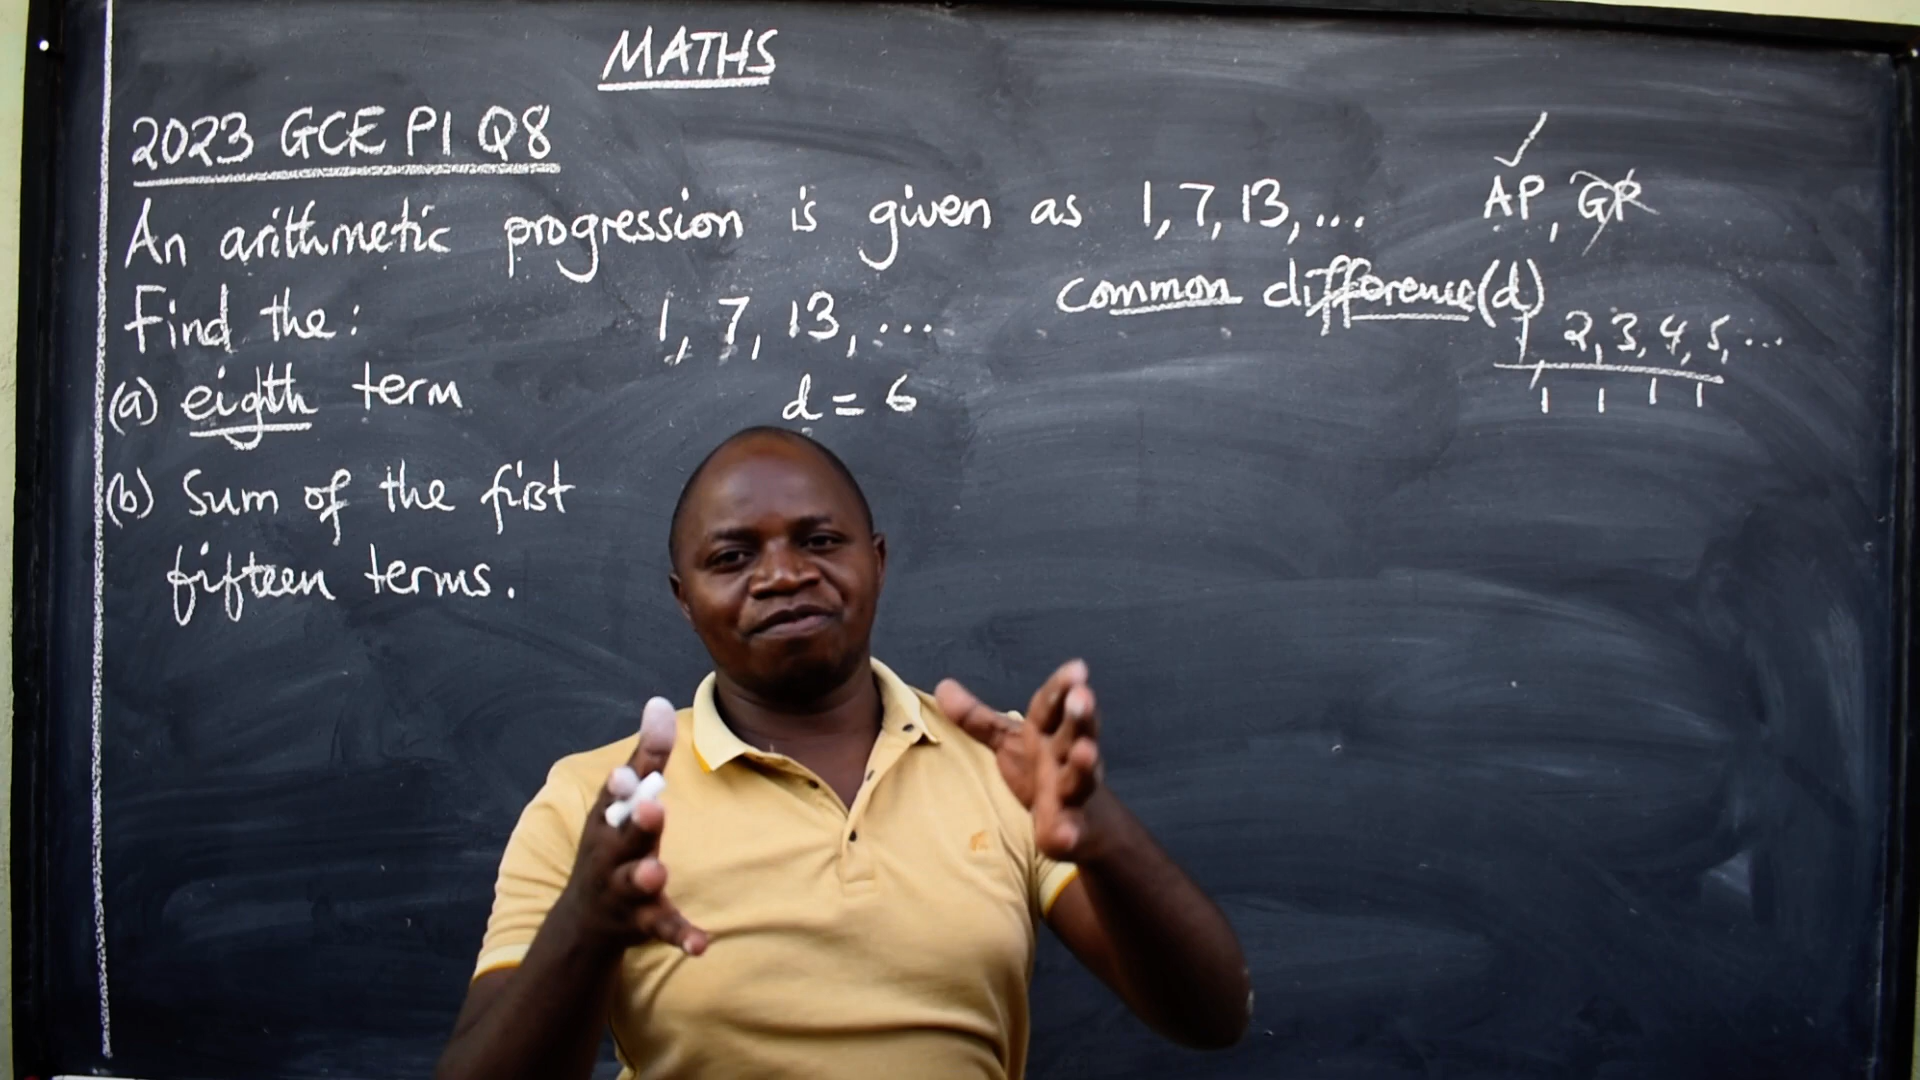 MATHS
2023 GCE P1 Q8
An arithmetic progression is given as 1, 7, 13, ...
AP, GP
Find the:
1, 7, 13, ...
common difference (d)
1, 2, 3, 4, 5, ...
1 1 1 1
(a) eighth term
d = 6
(b) Sum of the first
fifteen terms.